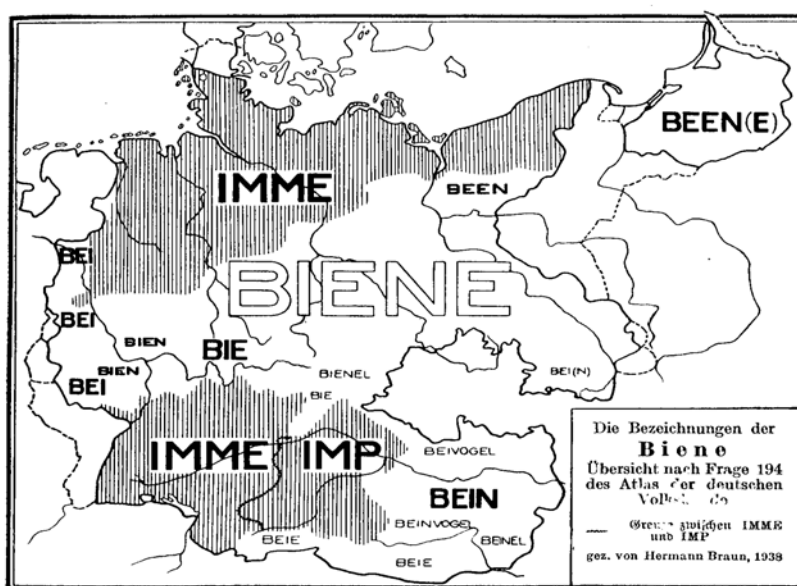 BEEN(E)
IMME
BEEN
BEI
BIENE
BEI
BIEN
BIE
BIEN
BEI
BIENEL
BEI(N)
BIE
IMME
IMP
BEIVOGEL
BEIN
BEINVOGEL
BEIE
BEINEL
BEIE
Die Bezeichnungen der
Biene
Übersicht nach Frage 194
des Atlas der deutschen
Grenze zwischen IMME
und IMP
gez. von Hermann Braun, 1938